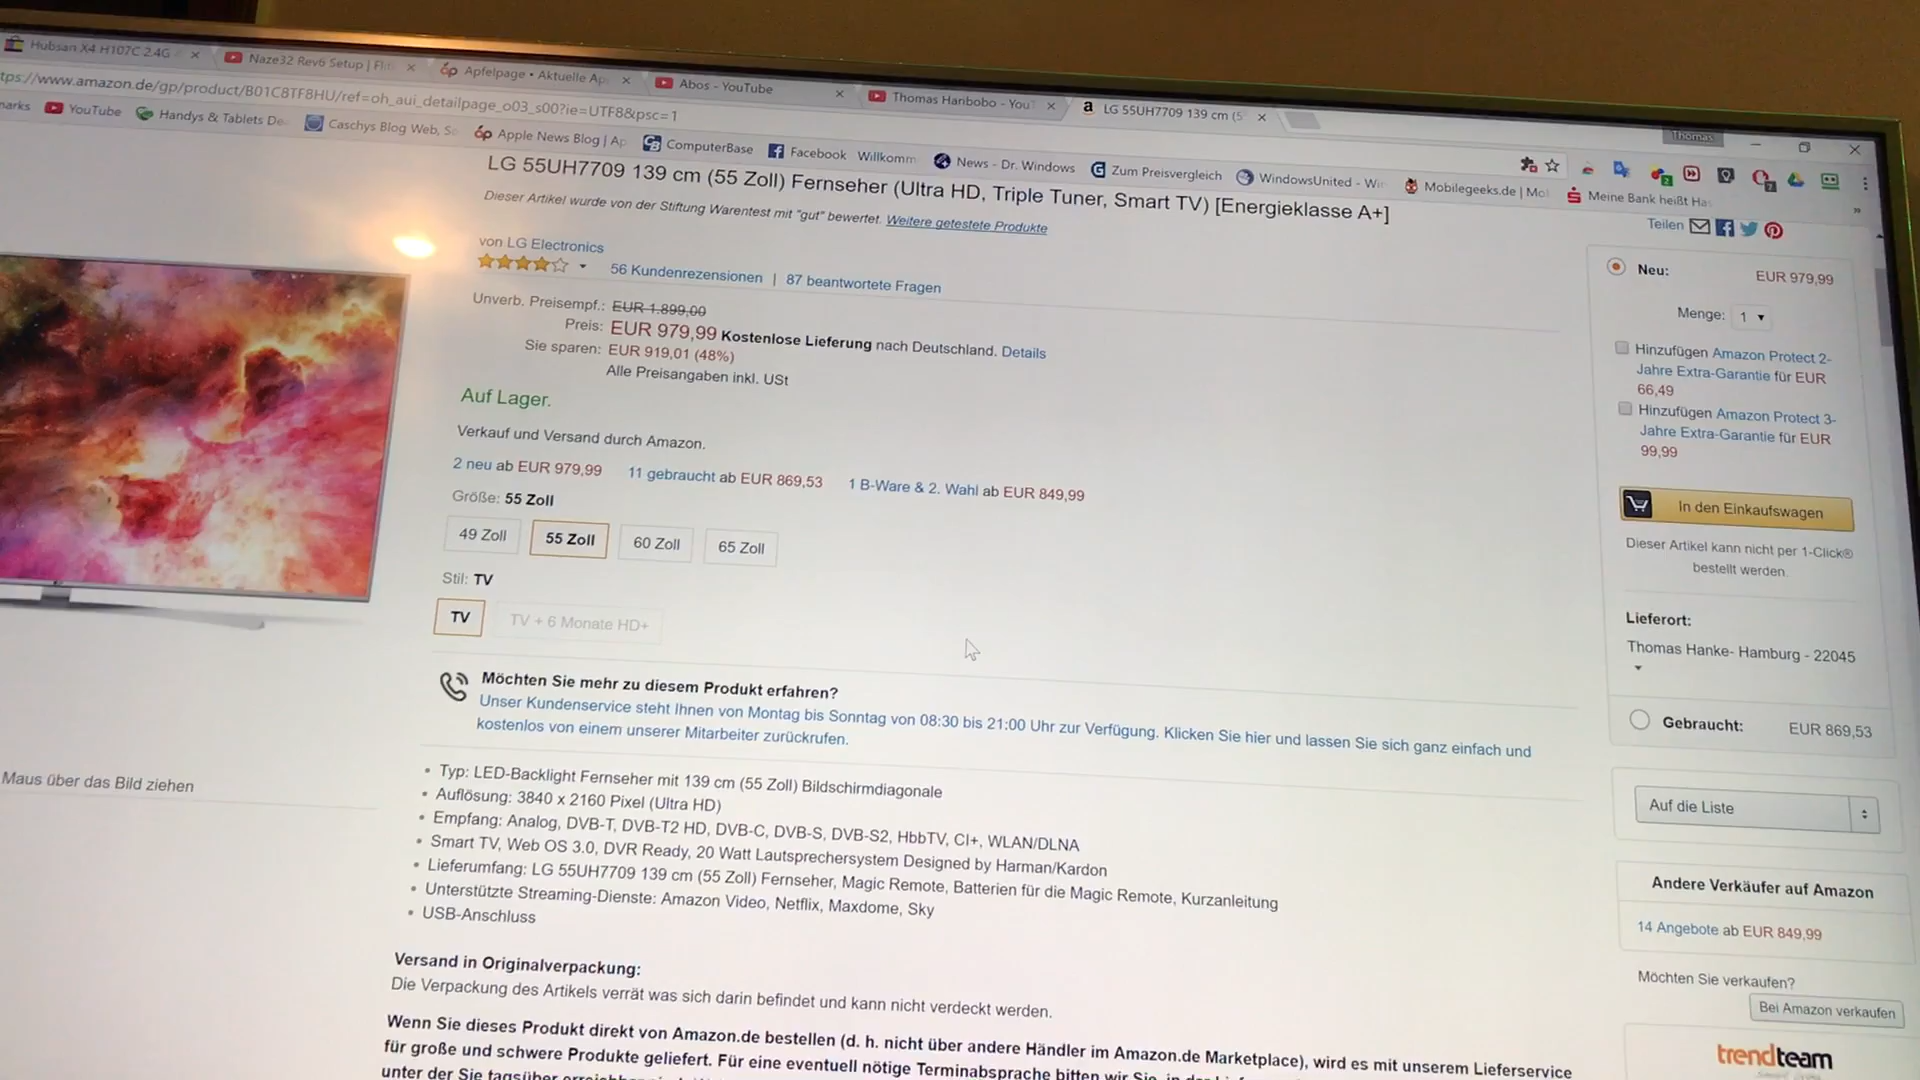 Hubsan X4 H107C 2.4G
Naze32 Rev6 Setup | Fli
Apfelpage • Aktuelle Ap
Abos - YouTube
Thomas Haribobo - YouT
LG 55UH7709 139 cm (5
Thomas
tps://www.amazon.de/gp/product/B01C8TF8HU/ref=oh_aui_detailpage_o03_s00?ie=UTF8&psc=1
marks
YouTube
Handys & Tablets De
Caschys Blog Web, S
Apple News Blog | Ap
ComputerBase
Facebook
Willkomm
News - Dr. Windows
Zum Preisvergleich
WindowsUnited - Wi
Mobilegeeks.de | Mo
Meine Bank heißt Ha
LG 55UH7709 139 cm (55 Zoll) Fernseher (Ultra HD, Triple Tuner, Smart TV) [Energieklasse A+]
Dieser Artikel wurde von der Stiftung Warentest mit "gut" bewertet. Weitere getestete Produkte
von LG Electronics
56 Kundenrezensionen | 87 beantwortete Fragen
Unverb. Preisempf.: EUR 1.899,00
Preis: EUR 979,99 Kostenlose Lieferung nach Deutschland. Details
Sie sparen: EUR 919,01 (48%)
Alle Preisangaben inkl. USt
Auf Lager.
Verkauf und Versand durch Amazon.
2 neu ab EUR 979,99 11 gebraucht ab EUR 869,53 1 B-Ware & 2. Wahl ab EUR 849,99
Größe: 55 Zoll
49 Zoll
55 Zoll
60 Zoll
65 Zoll
Stil: TV
TV
TV + 6 Monate HD+
Möchten Sie mehr zu diesem Produkt erfahren?
Unser Kundenservice steht Ihnen von Montag bis Sonntag von 08:30 bis 21:00 Uhr zur Verfügung. Klicken Sie hier und lassen Sie sich ganz einfach und
kostenlos von einem unserer Mitarbeiter zurückrufen.
Maus über das Bild ziehen
• Typ: LED-Backlight Fernseher mit 139 cm (55 Zoll) Bildschirmdiagonale
• Auflösung: 3840 x 2160 Pixel (Ultra HD)
• Empfang: Analog, DVB-T, DVB-T2 HD, DVB-C, DVB-S, DVB-S2, HbbTV, CI+, WLAN/DLNA
• Smart TV, Web OS 3.0, DVR Ready, 20 Watt Lautsprechersystem Designed by Harman/Kardon
• Lieferumfang: LG 55UH7709 139 cm (55 Zoll) Fernseher, Magic Remote, Batterien für die Magic Remote, Kurzanleitung
• Unterstützte Streaming-Dienste: Amazon Video, Netflix, Maxdome, Sky
• USB-Anschluss
Versand in Originalverpackung:
Die Verpackung des Artikels verrät was sich darin befindet und kann nicht verdeckt werden.
Wenn Sie dieses Produkt direkt von Amazon.de bestellen (d. h. nicht über andere Händler im Amazon.de Marketplace), wird es mit unserem Lieferservice
für große und schwere Produkte geliefert. Für eine eventuell nötige Terminabsprache bitten wir Sie, in
unter der Sie tagsüber
Teilen
Neu: EUR 979,99
Menge: 1
Hinzufügen Amazon Protect 2-
Jahre Extra-Garantie für EUR
66,49
Hinzufügen Amazon Protect 3-
Jahre Extra-Garantie für EUR
99,99
In den Einkaufswagen
Dieser Artikel kann nicht per 1-Click®
bestellt werden.
Lieferort:
Thomas Hanke- Hamburg - 22045
Gebraucht: EUR 869,53
Auf die Liste
Andere Verkäufer auf Amazon
14 Angebote ab EUR 849,99
Möchten Sie verkaufen?
Bei Amazon verkaufen
trendteam